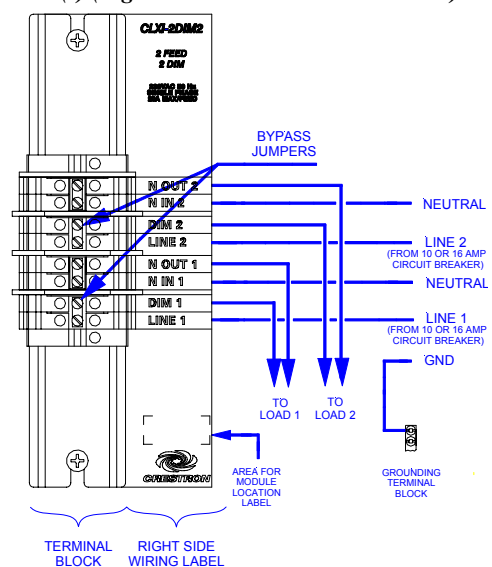 CLXI-2DIM2
2 FEED
2 DIM
BYPASS
JUMPERS
N OUT 2
N IN 2
NEUTRAL
DIM 2
LINE 2
LINE 2
(FROM 10 OR 16 AMP
CIRCUIT BREAKER)
N OUT 1
N IN 1
NEUTRAL
DIM 1
LINE 1
LINE 1
(FROM 10 OR 16 AMP
CIRCUIT BREAKER)
GND
TO
LOAD 1
TO
LOAD 2
AREA FOR
MODULE
LOCATION
LABEL
GROUNDING
TERMINAL
BLOCK
CRESTRON
TERMINAL
BLOCK
RIGHT SIDE
WIRING LABEL